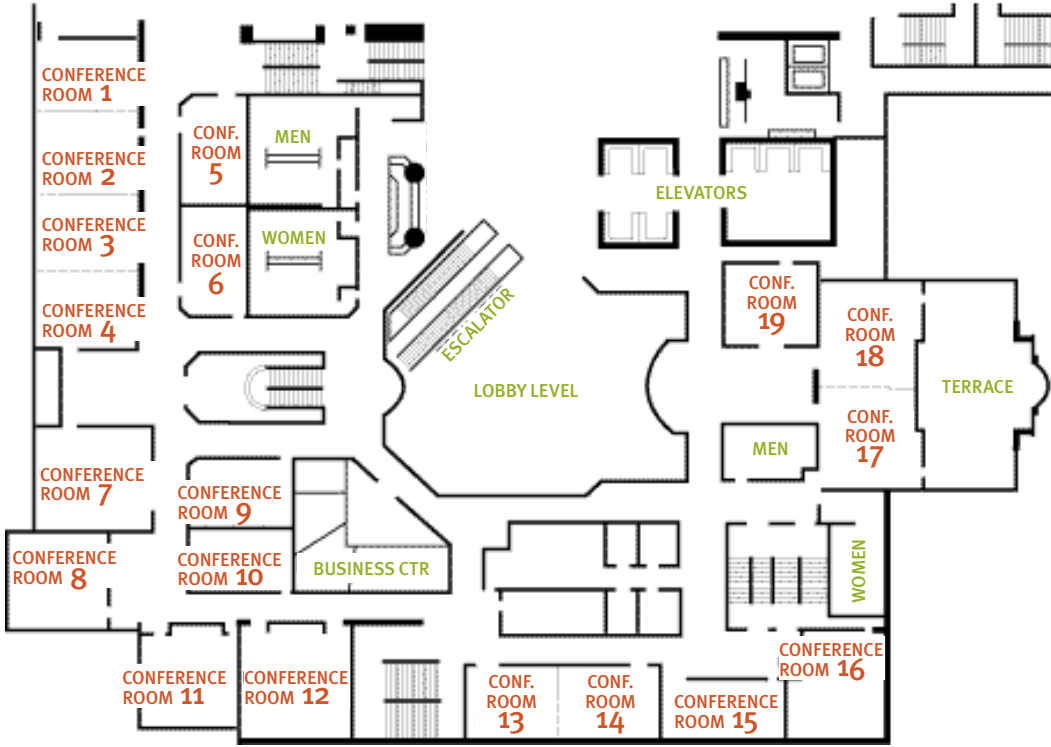 CONFERENCE
ROOM 1
CONFERENCE
ROOM 2
CONFERENCE
ROOM 3
CONFERENCE
ROOM 4
CONF.
ROOM
5
MEN
CONF.
ROOM
6
WOMEN
ELEVATORS
ESCALATOR
LOBBY LEVEL
CONF.
ROOM
19
CONF.
ROOM
18
TERRACE
CONF.
ROOM
17
MEN
CONFERENCE
ROOM 7
CONFERENCE
ROOM 8
CONFERENCE
ROOM 9
CONFERENCE
ROOM 10
BUSINESS CTR
WOMEN
CONFERENCE
ROOM 11
CONFERENCE
ROOM 12
CONF.
ROOM
13
CONF.
ROOM
14
CONFERENCE
ROOM 15
CONFERENCE
ROOM 16